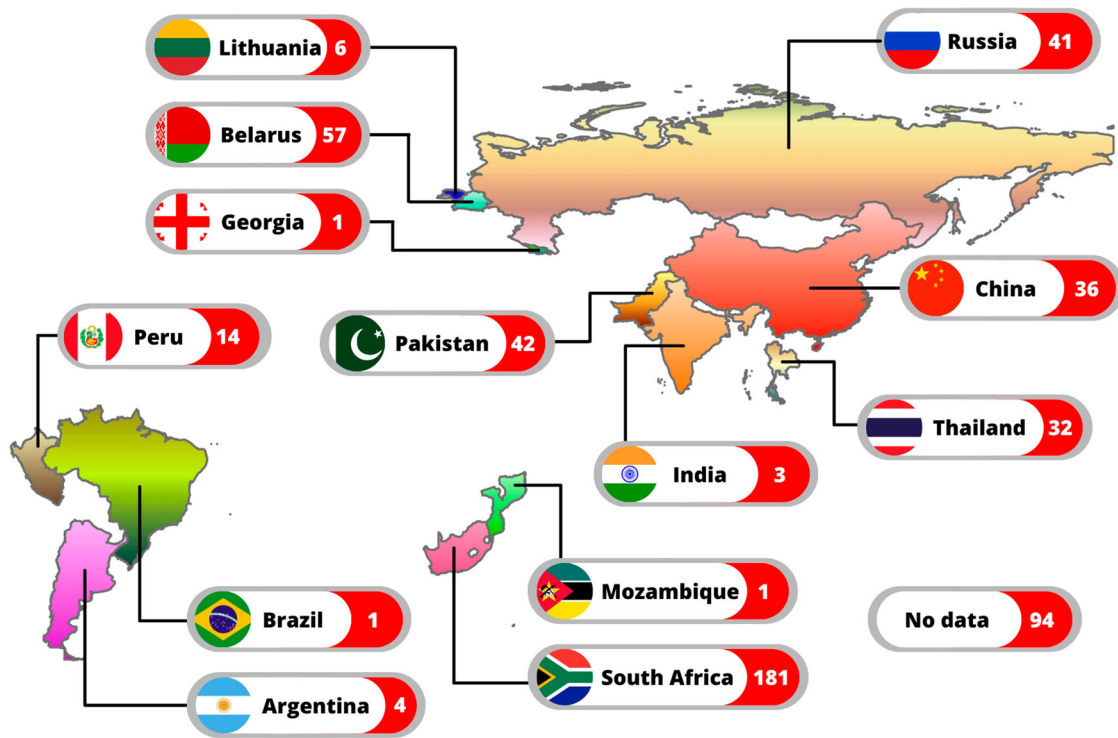 Lithuania 6
Russia 41
Belarus 57
Georgia 1
China 36
Peru 14
Pakistan 42
Thailand 32
India 3
Mozambique 1
Brazil 1
No data 94
South Africa 181
Argentina 4